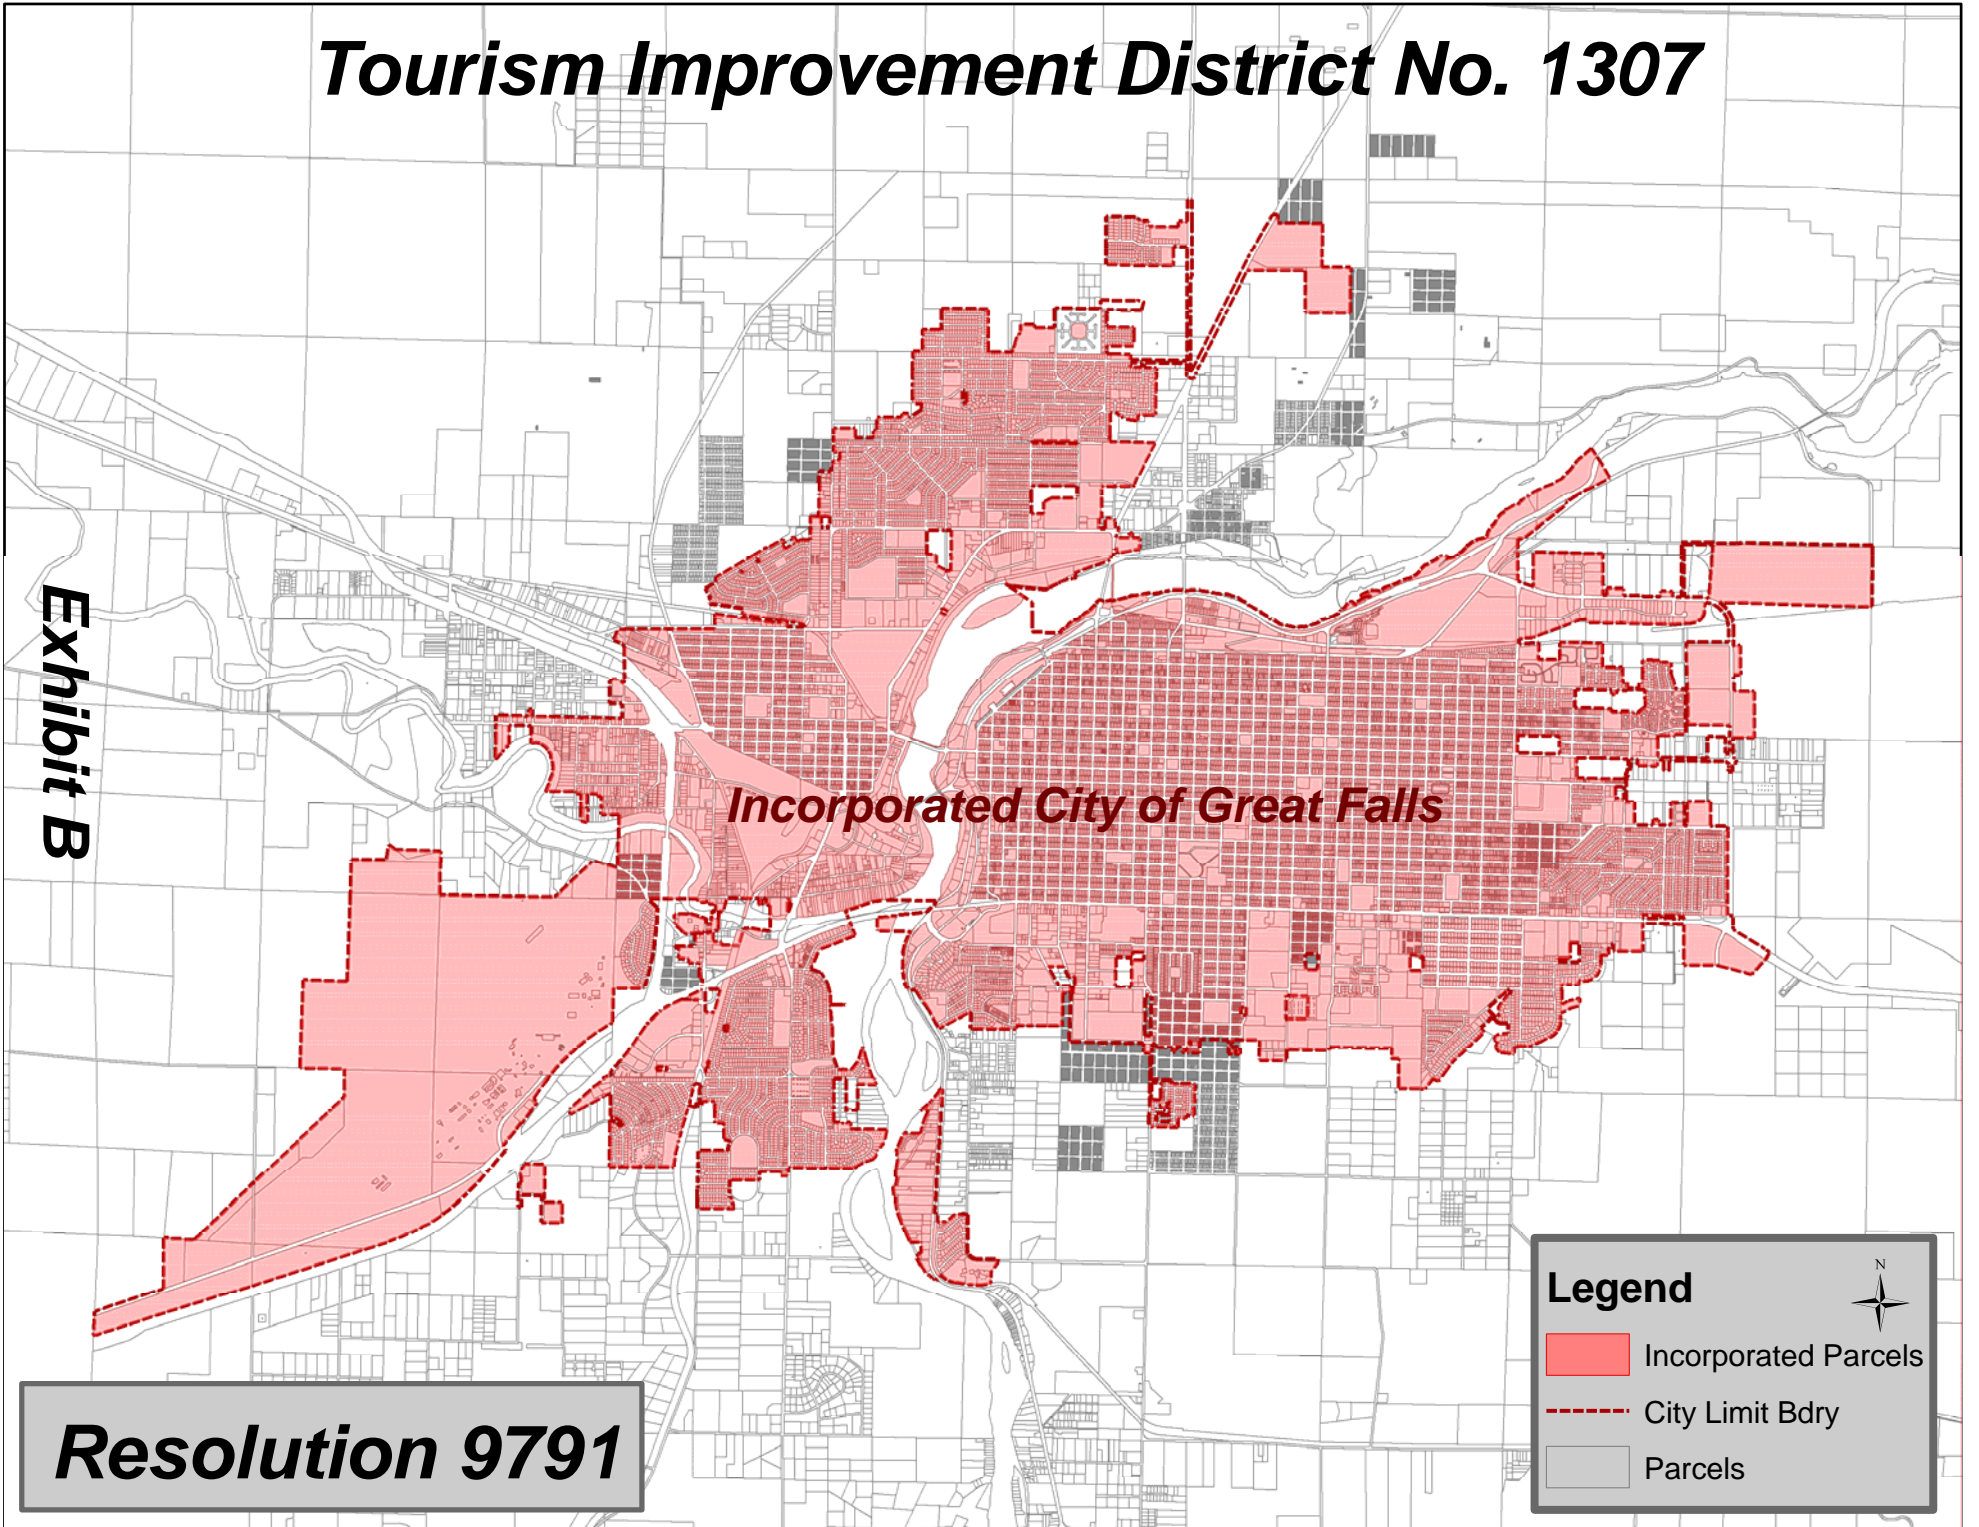 Tourism Improvement District No. 1307
Exhibit B
Incorporated City of Great Falls
Legend
N
Incorporated Parcels
City Limit Bdry
Parcels
Resolution 9791